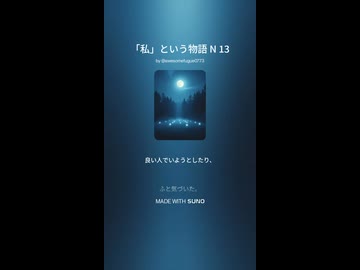 「私」という物語 N 13
by @awesometuque0773
良い人でいようとしたり、
ふと気づいた。
MADE WITH SUNO